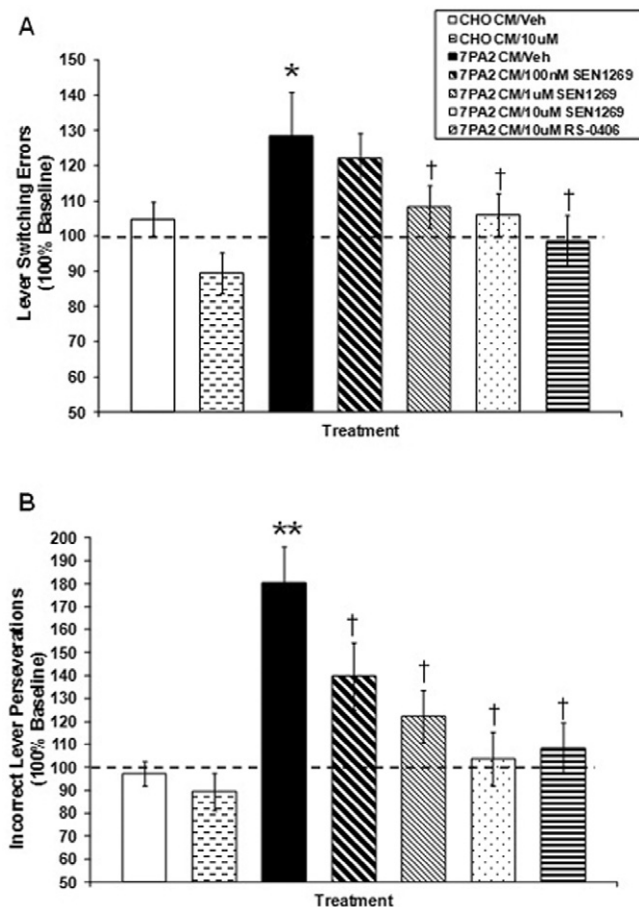 A
CHO CM/Veh
CHO CM/10uM
7PA2 CM/Veh
7PA2 CM/100nM SEN1269
7PA2 CM/1uM SEN1269
7PA2 CM/10uM SEN1269
7PA2 CM/10uM RS-0406
Lever Switching Errors
(100% Baseline)
150
140
130
120
110
100
90
80
70
60
50
*
†
†
†
Treatment
B
Incorrect Lever Perseverations
(100% Baseline)
200
190
180
170
160
150
140
130
120
110
100
90
80
70
60
50
**
†
†
†
†
Treatment